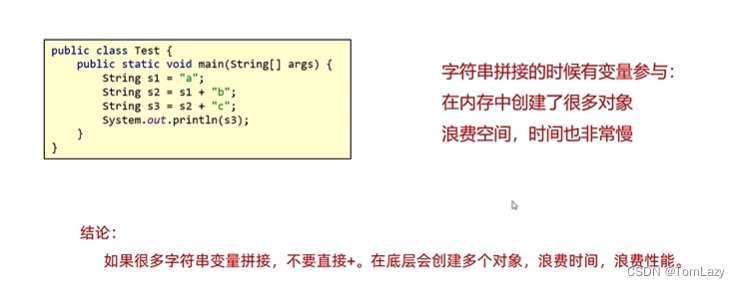 public class Test {
public static void main(String[] args) {
String s1 = "a";
String s2 = s1 + "b";
String s3 = s2 + "c";
System.out.println(s3);
}
}
字符串拼接的时候有变量参与：
在内存中创建了很多对象
浪费空间，时间也非常慢
结论：
如果很多字符串变量拼接，不要直接+。在底层会创建多个对象，浪费时间，浪费性能。
CSDN @TomLazy